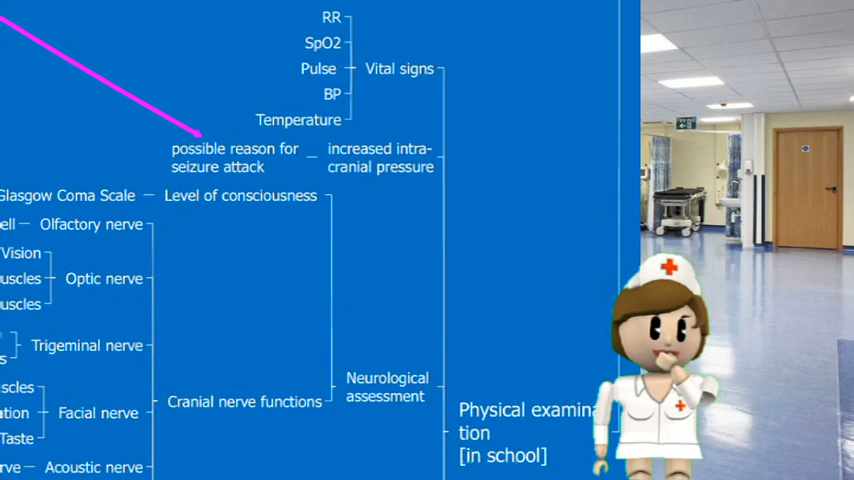 RR
SpO2
Pulse
Vital signs
BP
Temperature
possible reason for
seizure attack
increased intra-
cranial pressure
Glasgow Coma Scale
Level of consciousness
Olfactory nerve
Vision
Optic nerve
Trigeminal nerve
Facial nerve
Taste
Acoustic nerve
Cranial nerve functions
Neurological
assessment
Physical examina
tion
[in school]